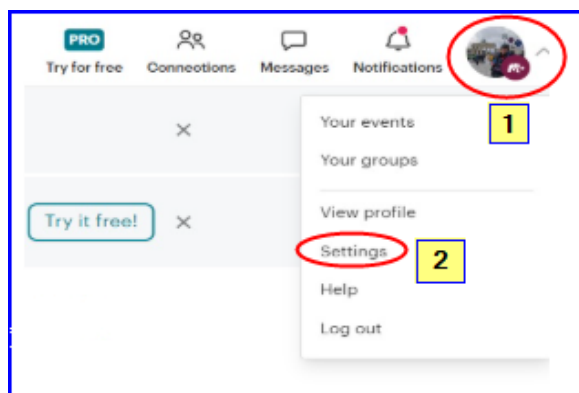 PRO
Try for free Connections Messages Notifications
1
Your events
Your groups
Try it free!
View profile
Settings
2
Help
Log out